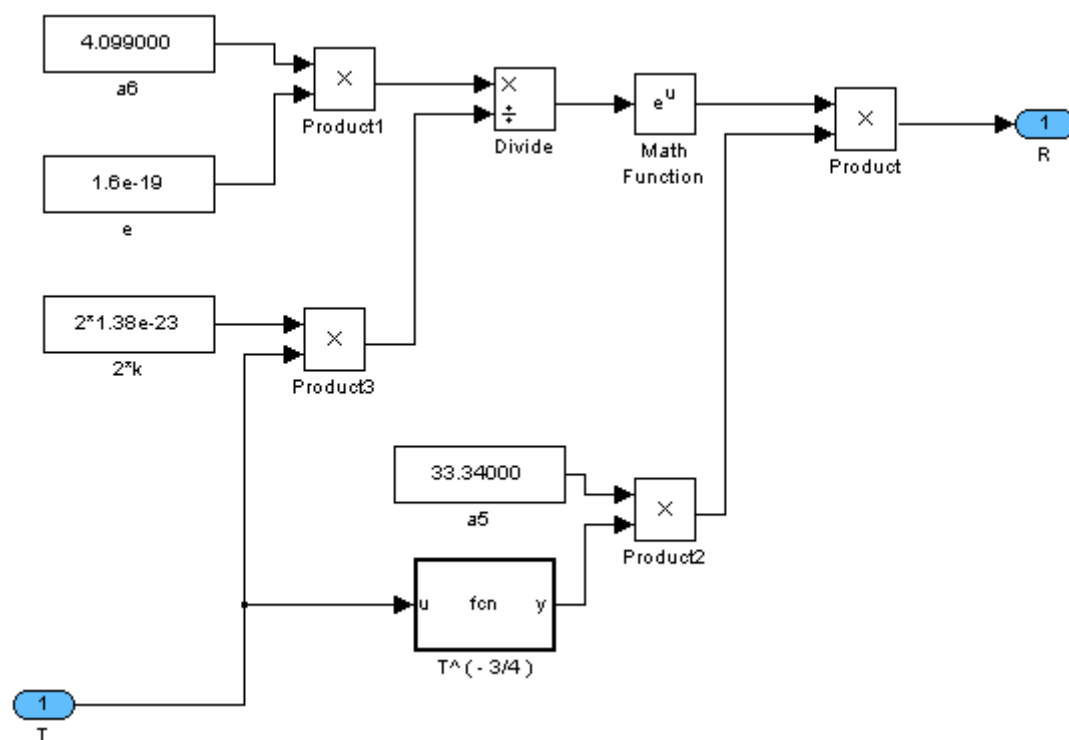 4.099000
a6
×
Product1
×
÷
Divide
e^u
Math
Function
×
Product
1
R
1.6e-19
e
2*1.38e-23
2*k
×
Product3
33.34000
a5
×
Product2
u fcn y
T^(-3/4)
1
T